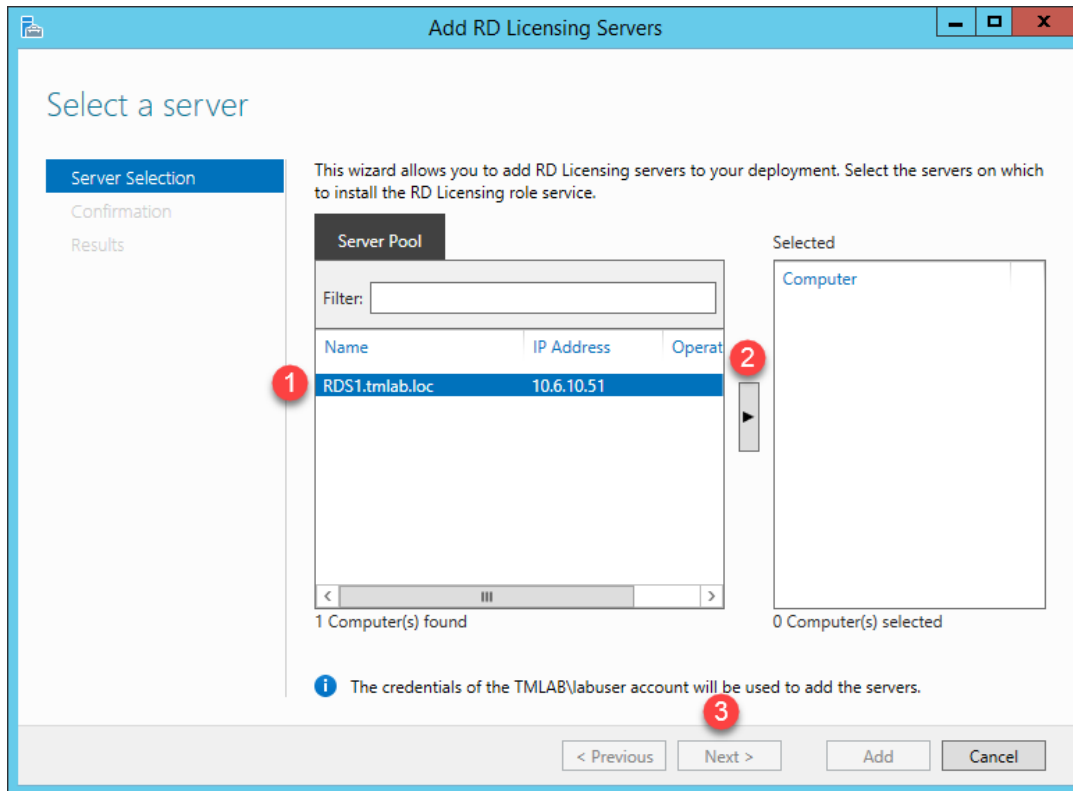 Add RD Licensing Servers
X
Select a server
Server Selection
Confirmation
Results
This wizard allows you to add RD Licensing servers to your deployment. Select the servers on which
to install the RD Licensing role service.
Server Pool
Selected
Filter:
Computer
Name IP Address Operat
2
1
RDS1.tmlab.loc 10.6.10.51
1 Computer(s) found
0 Computer(s) selected
i The credentials of the TMLAB\labuser account will be used to add the servers.
3
< Previous Next > Add Cancel